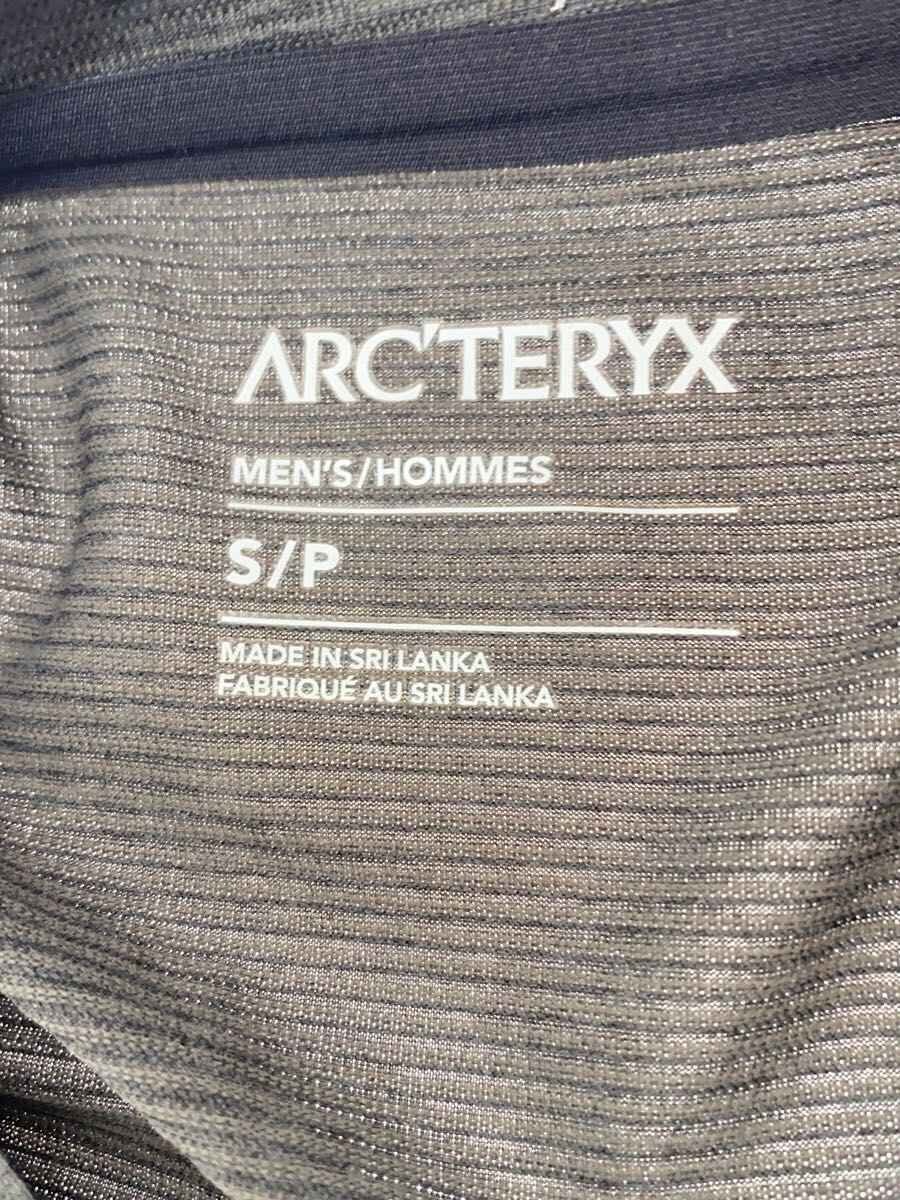 ARC'TERYX
MEN'S/HOMMES
S/P
MADE IN SRI LANKA
FABRIQUÉ AU SRI LANKA